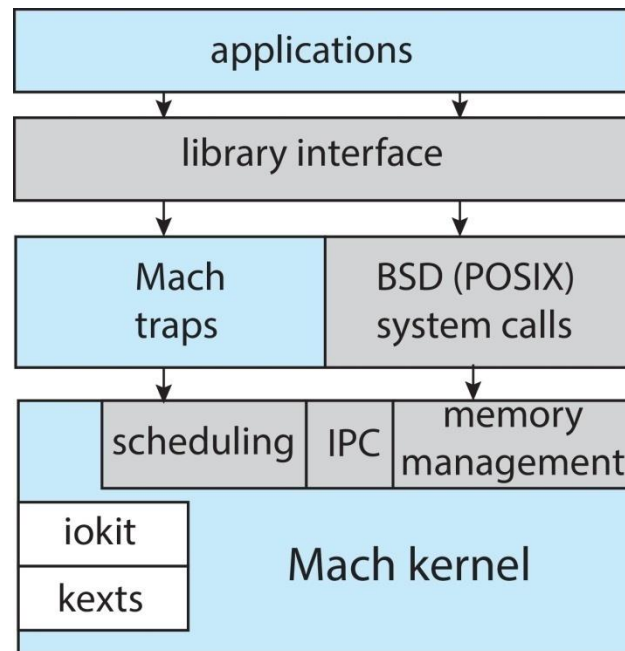 applications
library interface
Mach
traps
BSD (POSIX)
system calls
scheduling
IPC
memory
management
iokit
kexts
Mach kernel